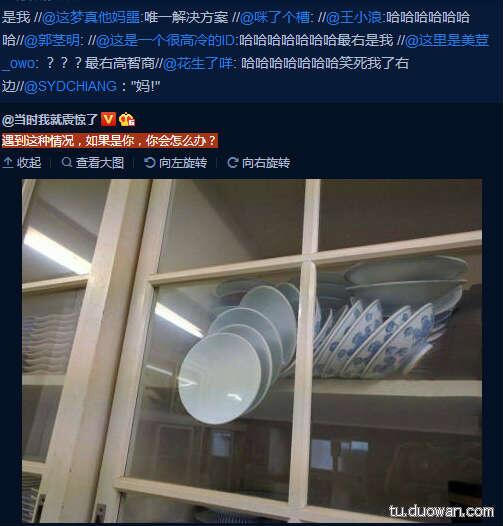 是我 //@这梦真他妈噩:唯一解决方案 //@咪了个槽: //@王小浪:哈哈哈哈哈哈
哈//@郭茎明: //@这是一个很高冷的ID:哈哈哈哈哈哈哈最右是我 //@这里是美荳
_owo: ？？？最右高智商//@花生了咩: 哈哈哈哈哈哈哈笑死我了右
边//@SYDCHIANG："妈!"
@当时我就震惊了
遇到这种情况，如果是你，你会怎么办？
收起 | 查看大图 向左旋转 向右旋转
tu.duowan.com